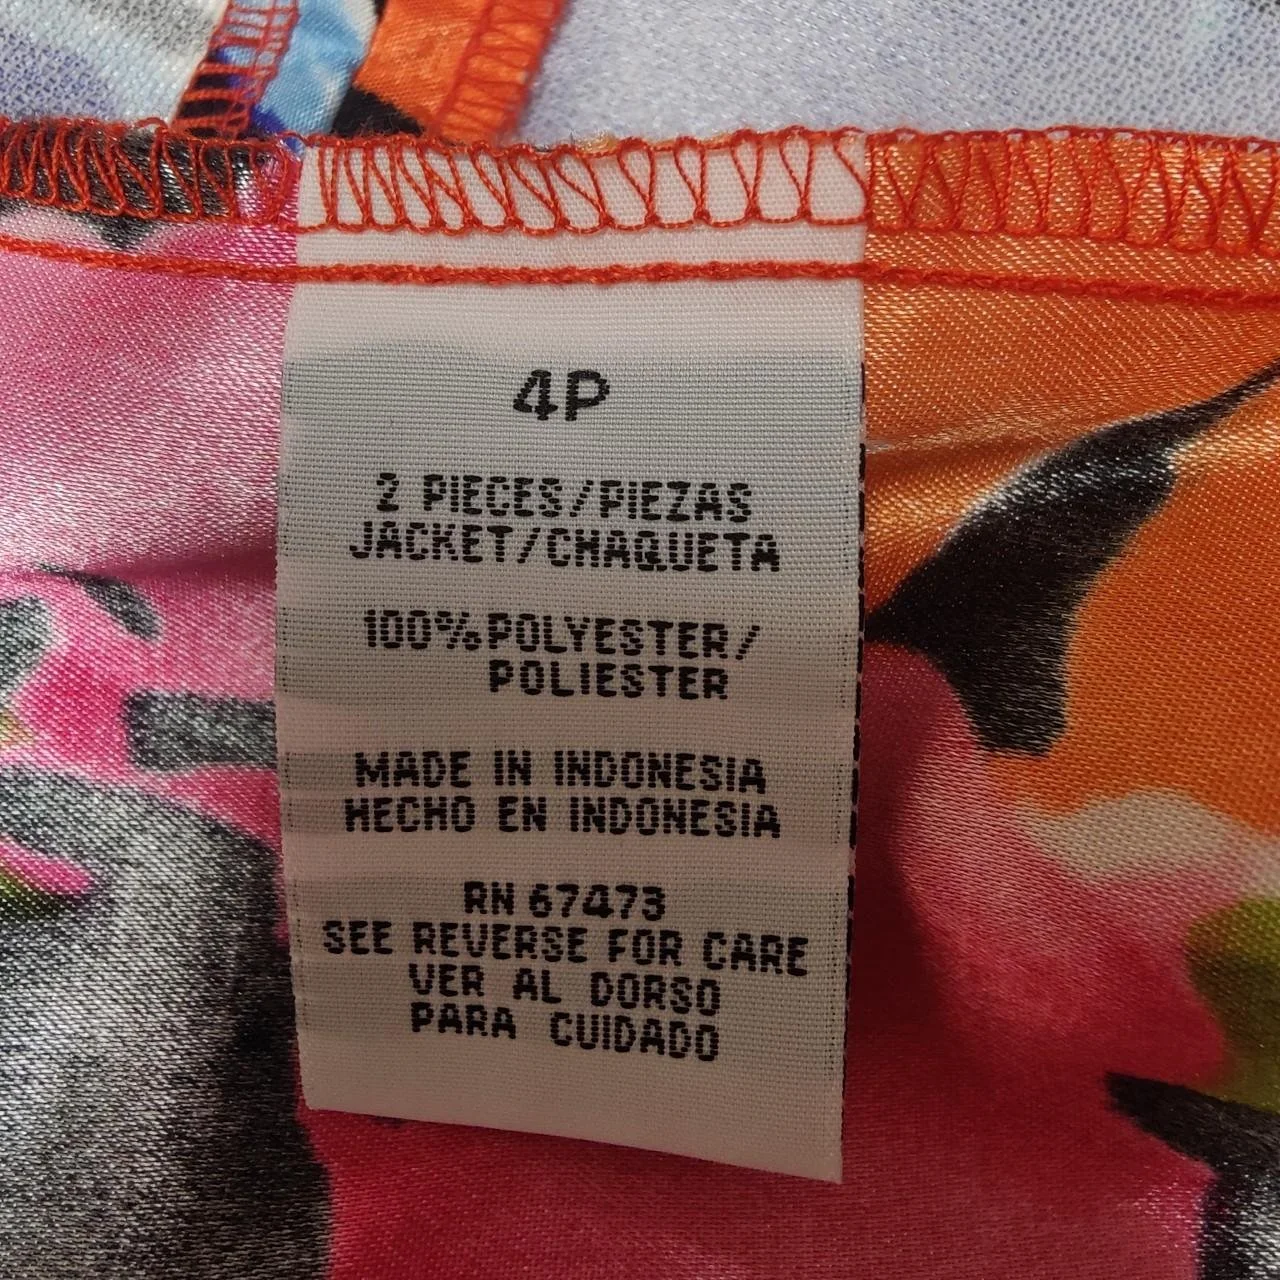 4P
2 PIECES/PIEZAS
JACKET/CHAQUETA
100%POLYESTER/
POLIESTER
MADE IN INDONESIA
HECHO EN INDONESIA
RN 67473
SEE REVERSE FOR CARE
VER AL DORSO
PARA CUIDADO